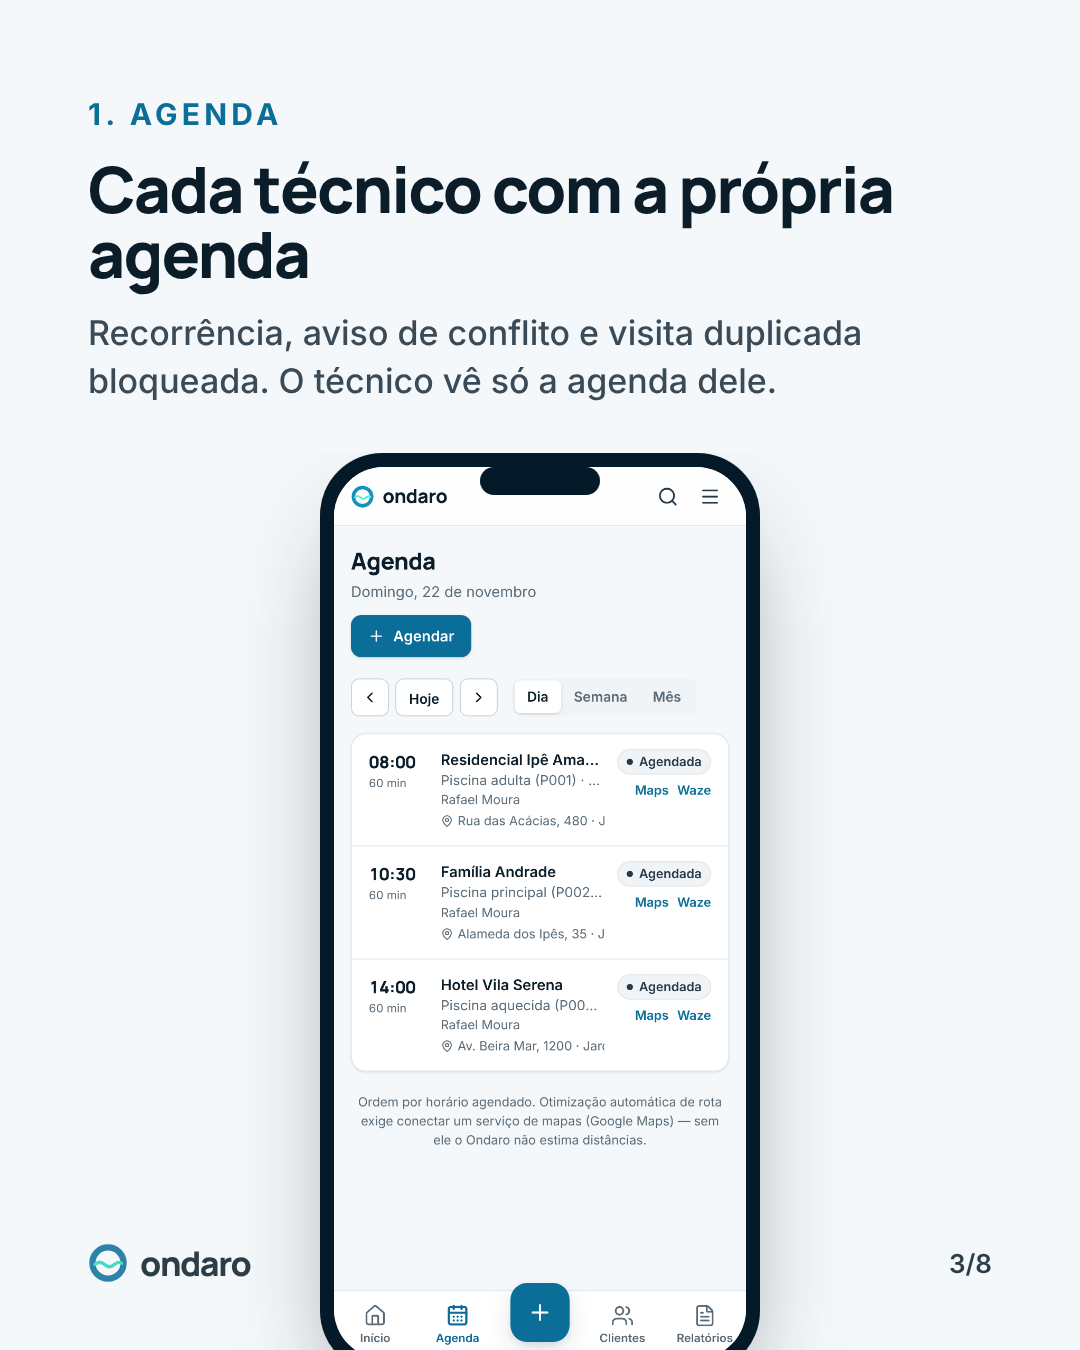 1. AGENDA
Cada técnico com a própria
agenda
Recorrência, aviso de conflito e visita duplicada
bloqueada. O técnico vê só a agenda dele.
ondaro
Agenda
Domingo, 22 de novembro
+ Agendar
Hoje
Dia Semana Mês
08:00 Residencial Ipê Ama... Agendada
60 min Piscina adulta (P001) · ... Maps Waze
Rafael Moura
Rua das Acácias, 480 · J
10:30 Família Andrade Agendada
60 min Piscina principal (P002... Maps Waze
Rafael Moura
Alameda dos Ipês, 35 · J
14:00 Hotel Vila Serena Agendada
60 min Piscina aquecida (P00... Maps Waze
Rafael Moura
Av. Beira Mar, 1200 · Jard
Ordem por horário agendado. Otimização automática de rota
exige conectar um serviço de mapas (Google Maps) — sem
ele o Ondaro não estima distâncias.
ondaro
3/8
Início Agenda + Clientes Relatórios